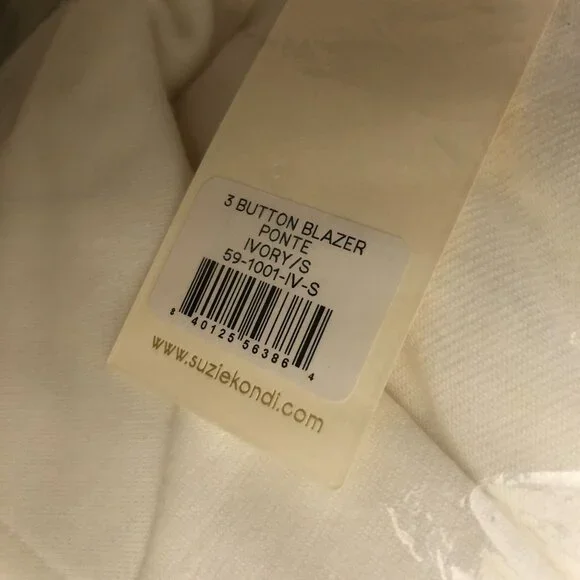 3 BUTTON BLAZER
PONTE
IVORY/S
59-1001-IV-S
8 40125 56386 4
www.suziekondi.com